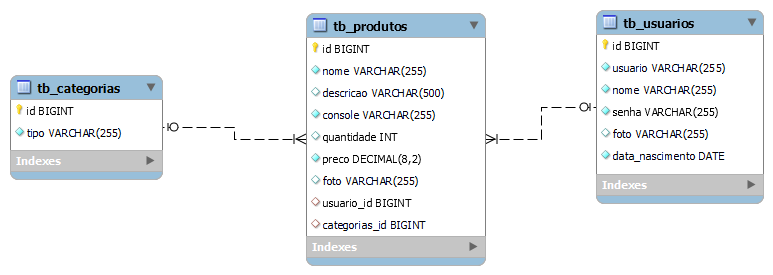 tb_categorias
id BIGINT
tipo VARCHAR(255)
Indexes
tb_produtos
id BIGINT
nome VARCHAR(255)
descricao VARCHAR(500)
console VARCHAR(255)
quantidade INT
preco DECIMAL(8,2)
foto VARCHAR(255)
usuario_id BIGINT
categorias_id BIGINT
Indexes
tb_usuarios
id BIGINT
usuario VARCHAR(255)
nome VARCHAR(255)
senha VARCHAR(255)
foto VARCHAR(255)
data_nascimento DATE
Indexes